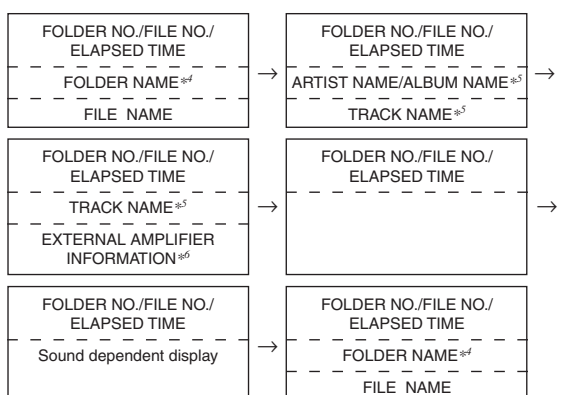 FOLDER NO./FILE NO./
ELAPSED TIME
FOLDER NAME*4
FILE NAME
→
FOLDER NO./FILE NO./
ELAPSED TIME
ARTIST NAME/ALBUM NAME*5
TRACK NAME*5
→
FOLDER NO./FILE NO./
ELAPSED TIME
TRACK NAME*5
EXTERNAL AMPLIFIER
INFORMATION*6
→
FOLDER NO./FILE NO./
ELAPSED TIME
→
FOLDER NO./FILE NO./
ELAPSED TIME
Sound dependent display
→
FOLDER NO./FILE NO./
ELAPSED TIME
FOLDER NAME*4
FILE NAME